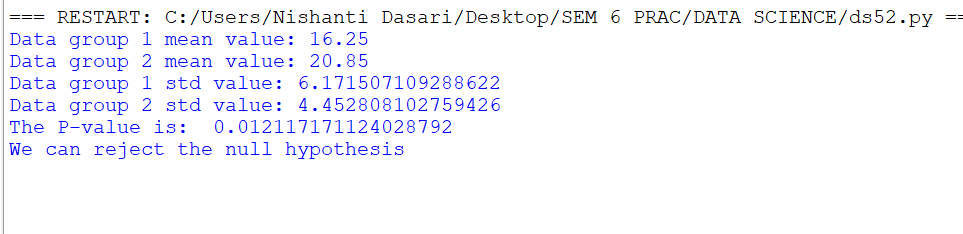 === RESTART: C:/Users/Nishanti Dasari/Desktop/SEM 6 PRAC/DATA SCIENCE/ds52.py ==
Data group 1 mean value: 16.25
Data group 2 mean value: 20.85
Data group 1 std value: 6.171507109288622
Data group 2 std value: 4.452808102759426
The P-value is:  0.012117171124028792
We can reject the null hypothesis